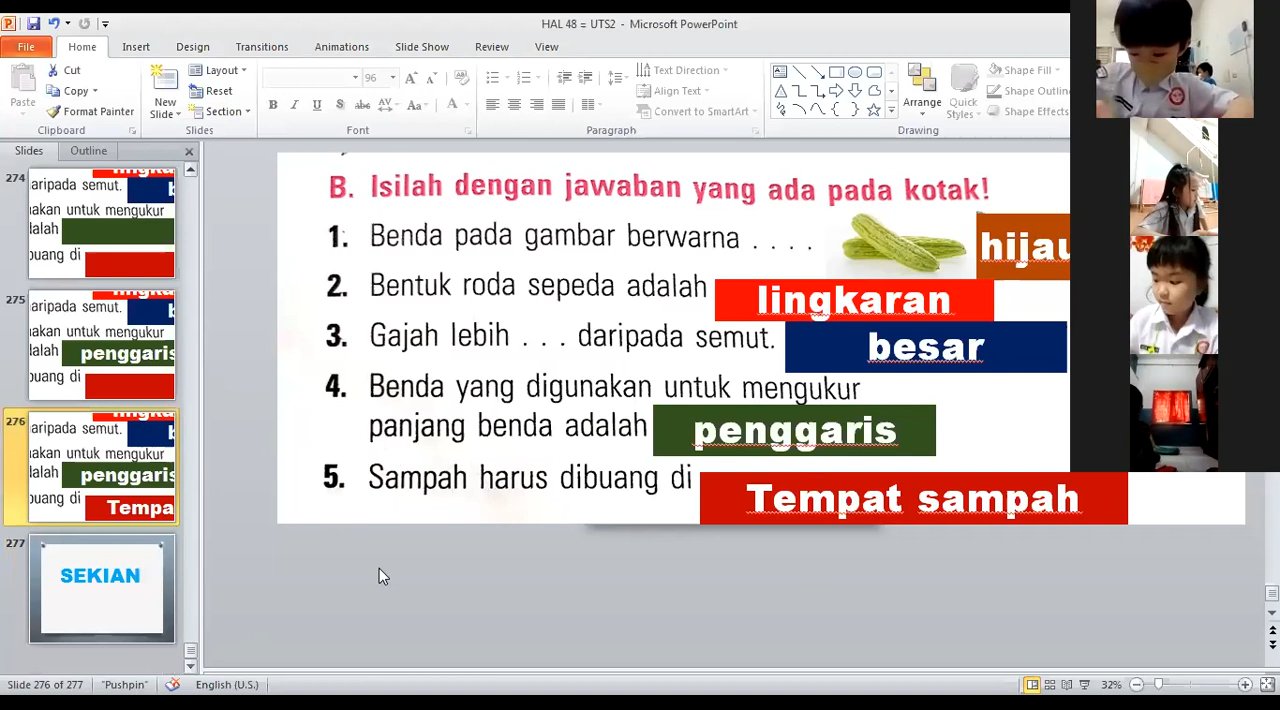 HAL 48 = UTS2 - Microsoft PowerPoint
File Home Insert Design Transitions Animations Slide Show Review View
Paste Cut Copy Format Painter
Clipboard
New Slide Layout Reset Section
Slides
96
Font
Text Direction
Align Text
Convert to SmartArt
Paragraph
Arrange Quick Styles Shape Fill
Shape Outline
Shape Effects
Drawing
Slides Outline
274
aripada semut.
akan untuk mengukur
dalah
buang di
275
aripada semut.
akan untuk mengukur
dalah penggaris
buang di
276
aripada semut.
akan untuk mengukur
dalah penggaris
buang di Tempa
277
SEKIAN
B. Isilah dengan jawaban yang ada pada kotak!
1. Benda pada gambar berwarna . . . . hijau
2. Bentuk roda sepeda adalah lingkaran
3. Gajah lebih . . . daripada semut. besar
4. Benda yang digunakan untuk mengukur
panjang benda adalah penggaris
5. Sampah harus dibuang di Tempat sampah
Slide 276 of 277 "Pushpin" English (U.S.) 32%